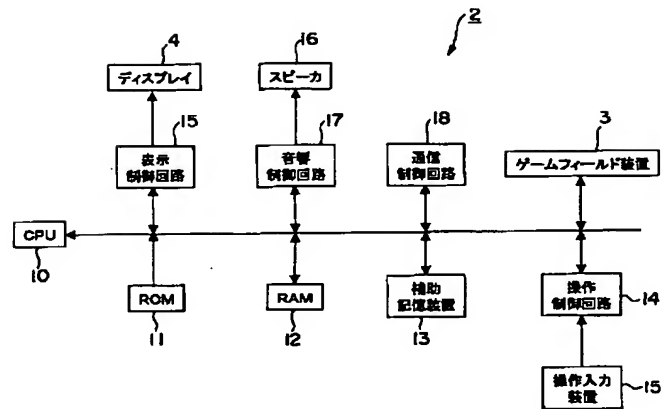 2
4
ディスプレイ
16
スピーカ
15
表示
制御回路
17
音響
制御回路
18
通信
制御回路
3
ゲームフィールド装置
CPU
10
ROM
11
RAM
12
補助
記憶装置
13
操作
制御回路
14
操作入力
装置
15